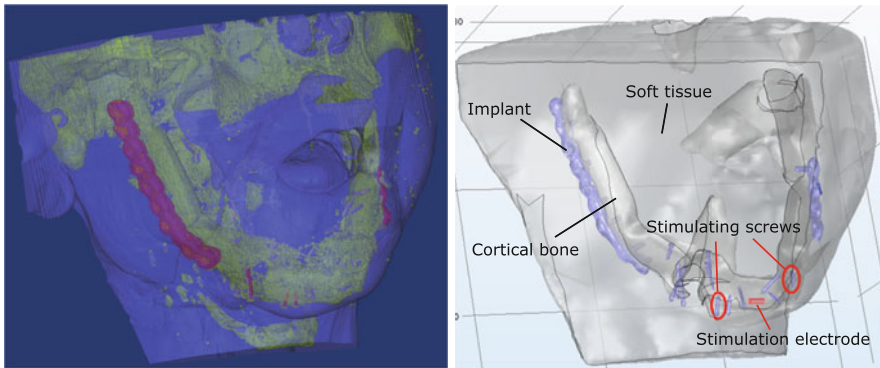 Soft tissue
Implant
Stimulating screws
Cortical bone
Stimulation electrode